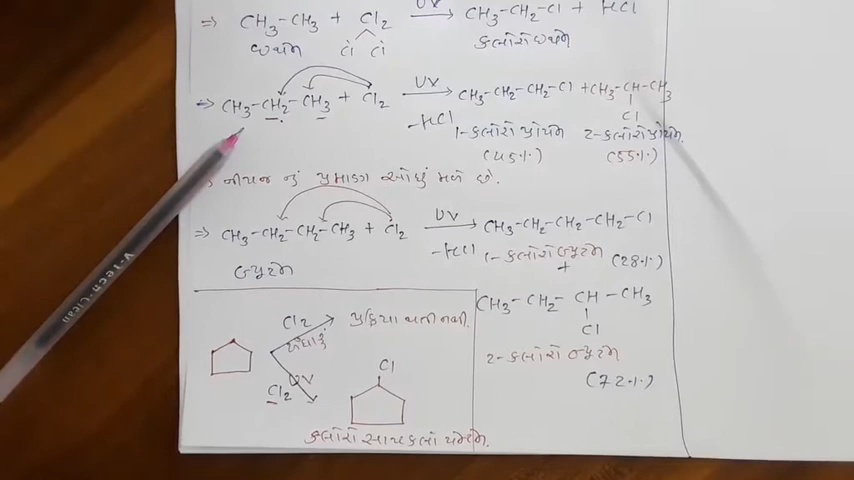 ⇒ CH3-CH3 + Cl2 UV→ CH3-CH2-Cl + HCl
Cl Cl
ઇથેન ક્લોરો ઇથેન
⇒ CH3-CH2-CH3 + Cl2 UV→ -HCl CH3-CH2-CH2-Cl + CH3-CH-CH3
Cl
1-ક્લોરો પ્રોપેન 2-ક્લોરોપ્રોપેન
(45%) (55%)
નીપજ નું પ્રમાણ ઓછું મળે છે.
⇒ CH3-CH2-CH2-CH3 + Cl2 UV→ -HCl CH3-CH2-CH2-CH2-Cl
બ્યુટેન
1-ક્લોરો બ્યુટેન (28%)
+
CH3-CH2-CH-CH3
Cl
2-ક્લોરો બ્યુટેન
(72%)
Cl2 અંધારું પ્રક્રિયા થતી નથી.
Cl2 UV
Cl
ક્લોરો સાયક્લો પેન્ટેન.
V-Tech-Clear